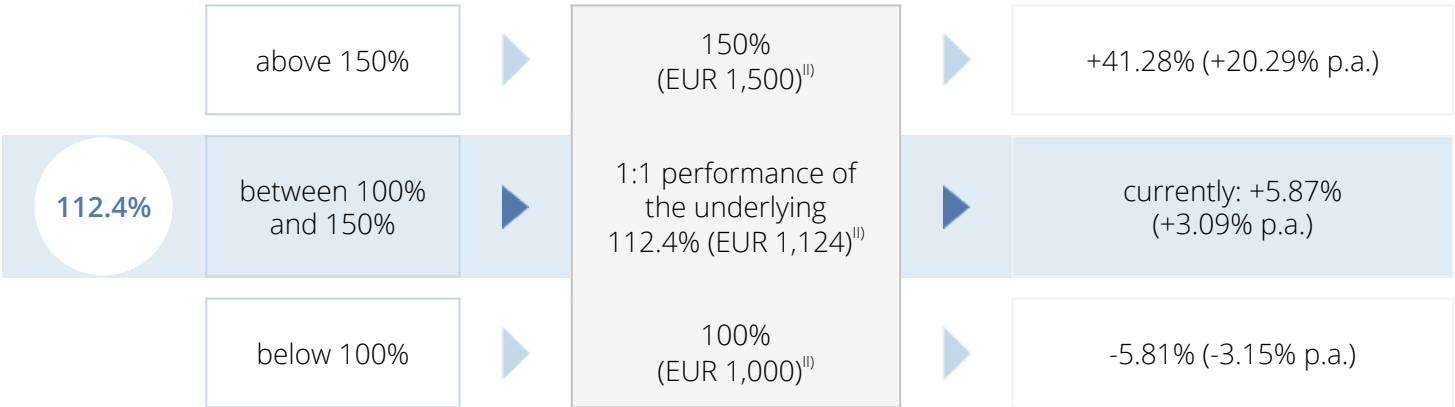 above 150%
150%
(EUR 1,500)II)
+41.28% (+20.29% p.a.)
112.4%
between 100%
and 150%
1:1 performance of
the underlying
112.4% (EUR 1,124)II)
currently: +5.87%
(+3.09% p.a.)
below 100%
100%
(EUR 1,000)II)
-5.81% (-3.15% p.a.)